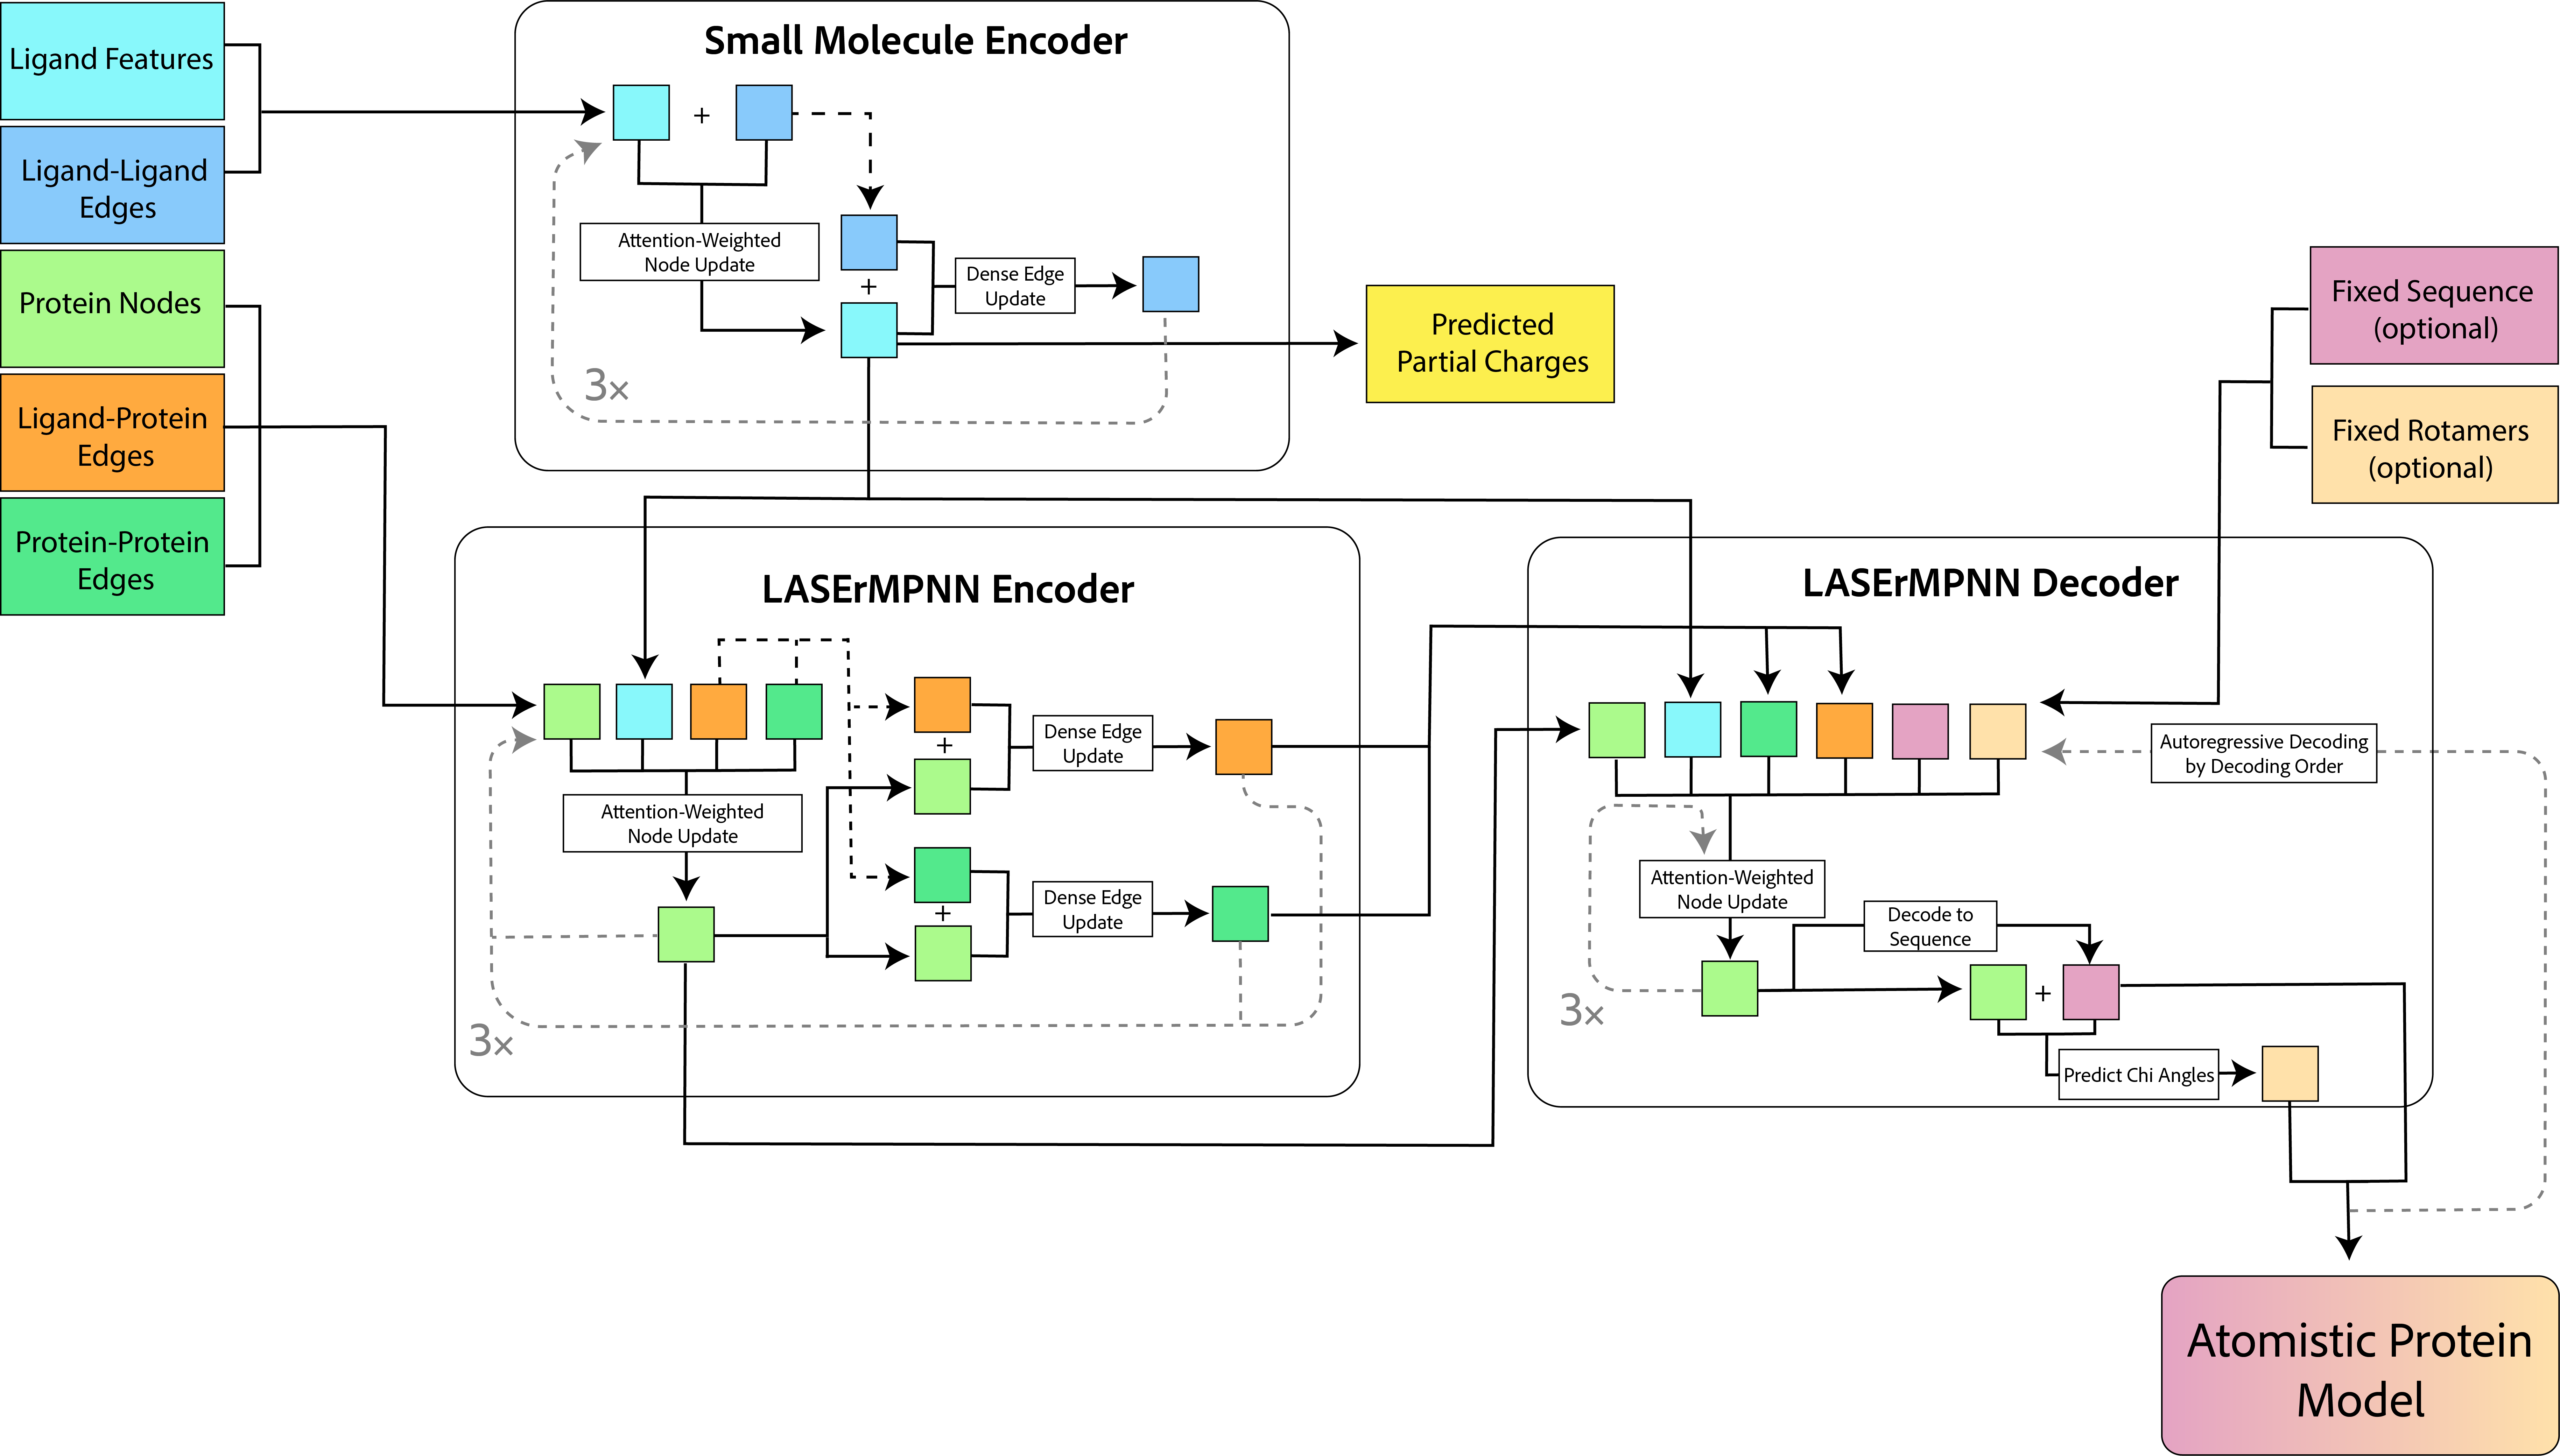 Ligand Features
Ligand-Ligand
Edges
Protein Nodes
Ligand-Protein
Edges
Protein-Protein
Edges
Small Molecule Encoder
+
Attention-Weighted
Node Update
+
Dense Edge
Update
3×
Predicted
Partial Charges
Fixed Sequence
(optional)
Fixed Rotamers
(optional)
LASErMPNN Encoder
Attention-Weighted
Node Update
+
Dense Edge
Update
+
Dense Edge
Update
3×
LASErMPNN Decoder
Autoregressive Decoding
by Decoding Order
Attention-Weighted
Node Update
Decode to
Sequence
+
3×
Predict Chi Angles
Atomistic Protein
Model